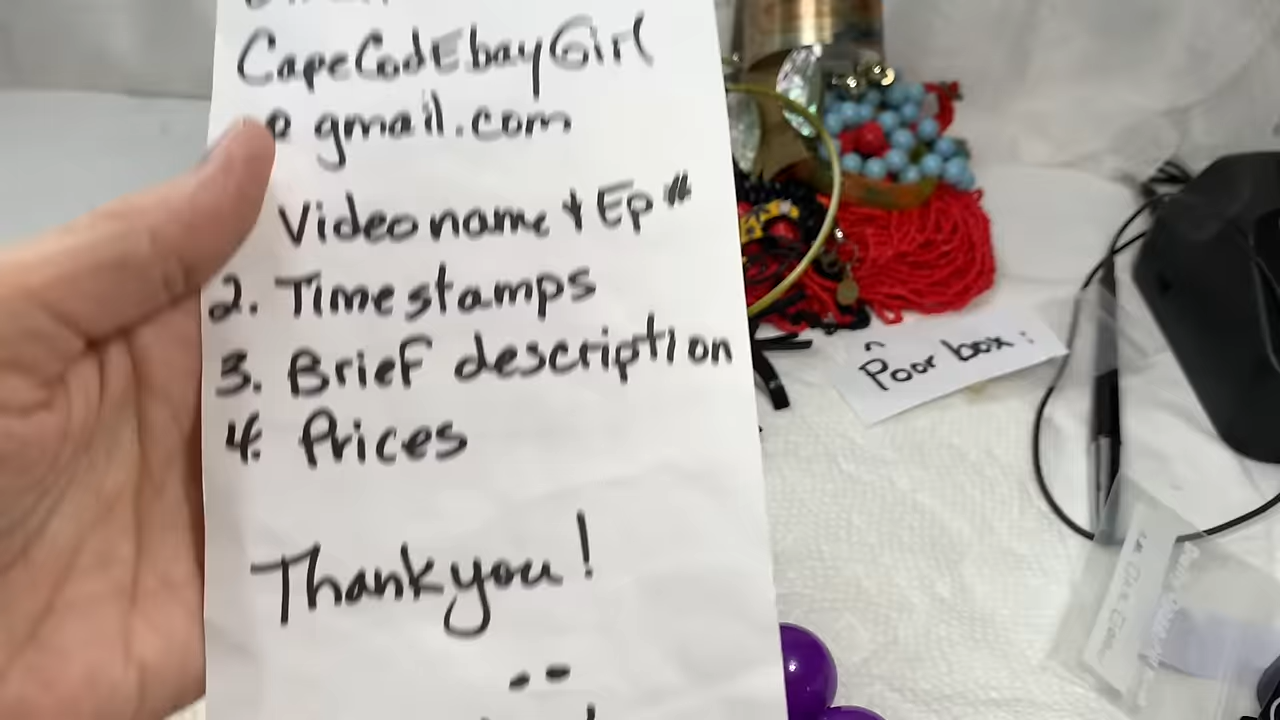 CapeCodEbayGirl
@ gmail.com
Video name + Ep #
2. Timestamps
3. Brief description
4. Prices
Thank you!
Poor box: